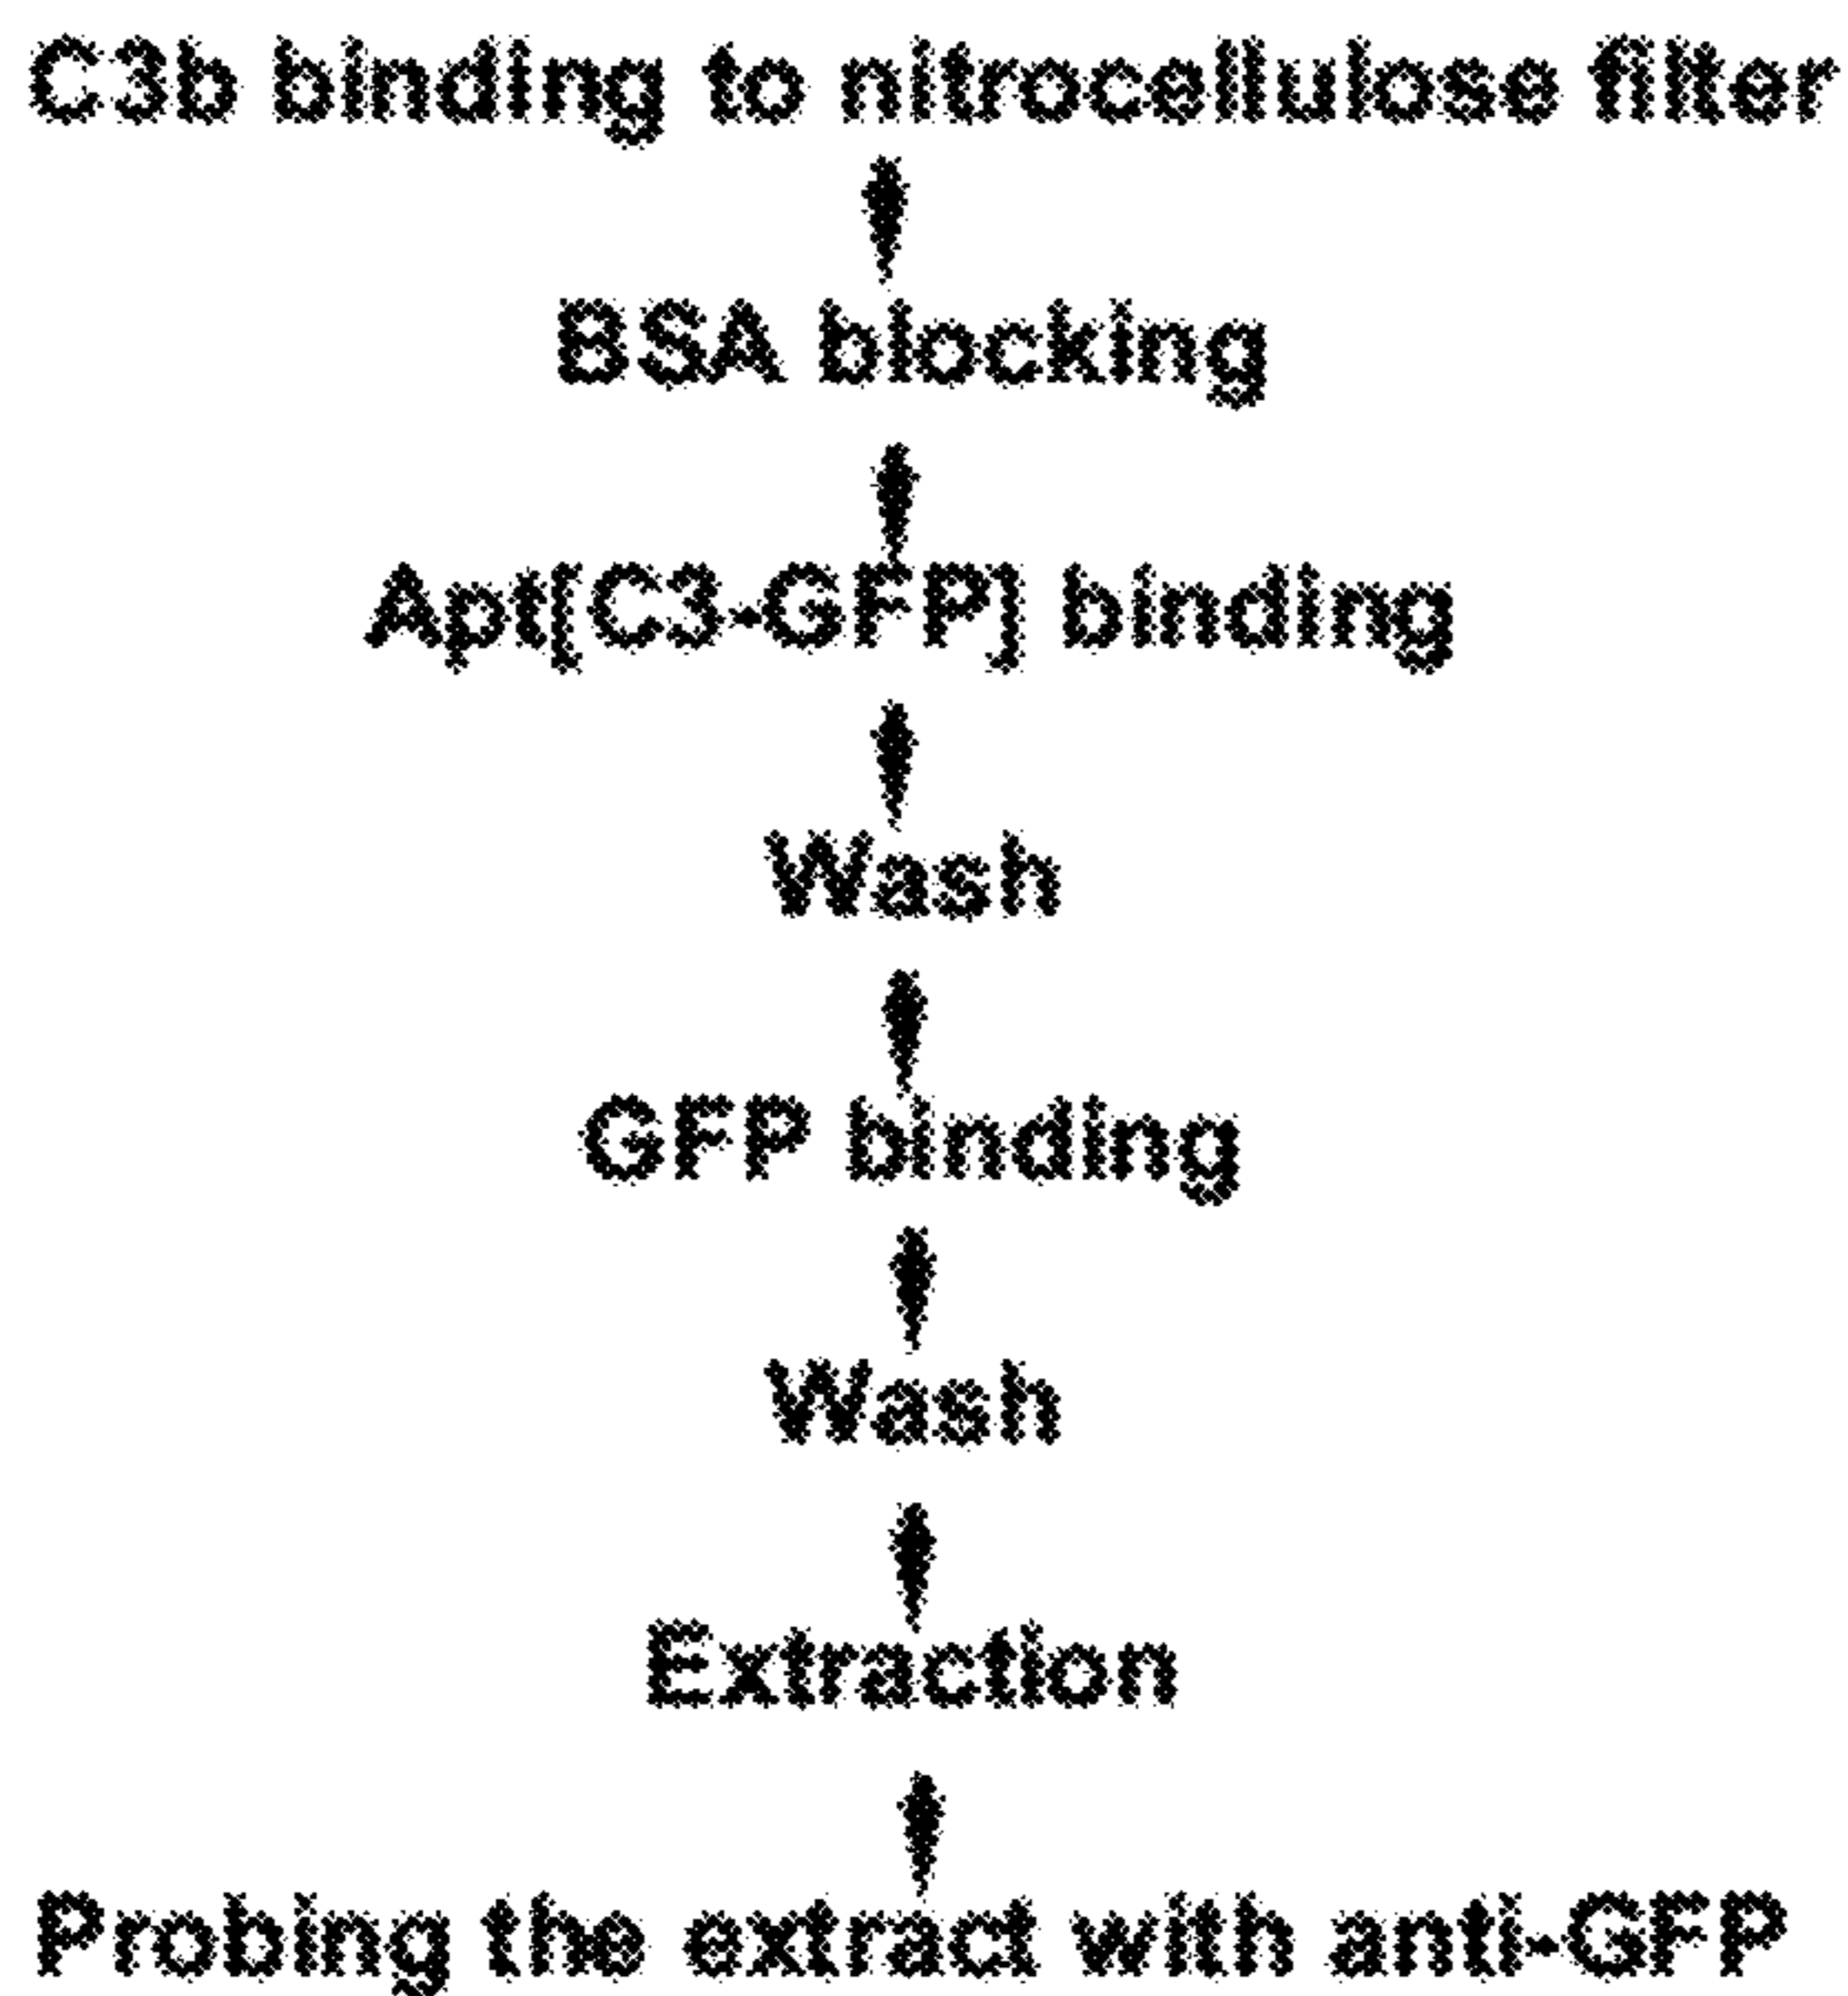 C3b binding to nitrocellulose filter
BSA blocking
Apt[C3-GFP] binding
Wash
GFP binding
Wash
Extraction
Probing the extract with anti-GFP